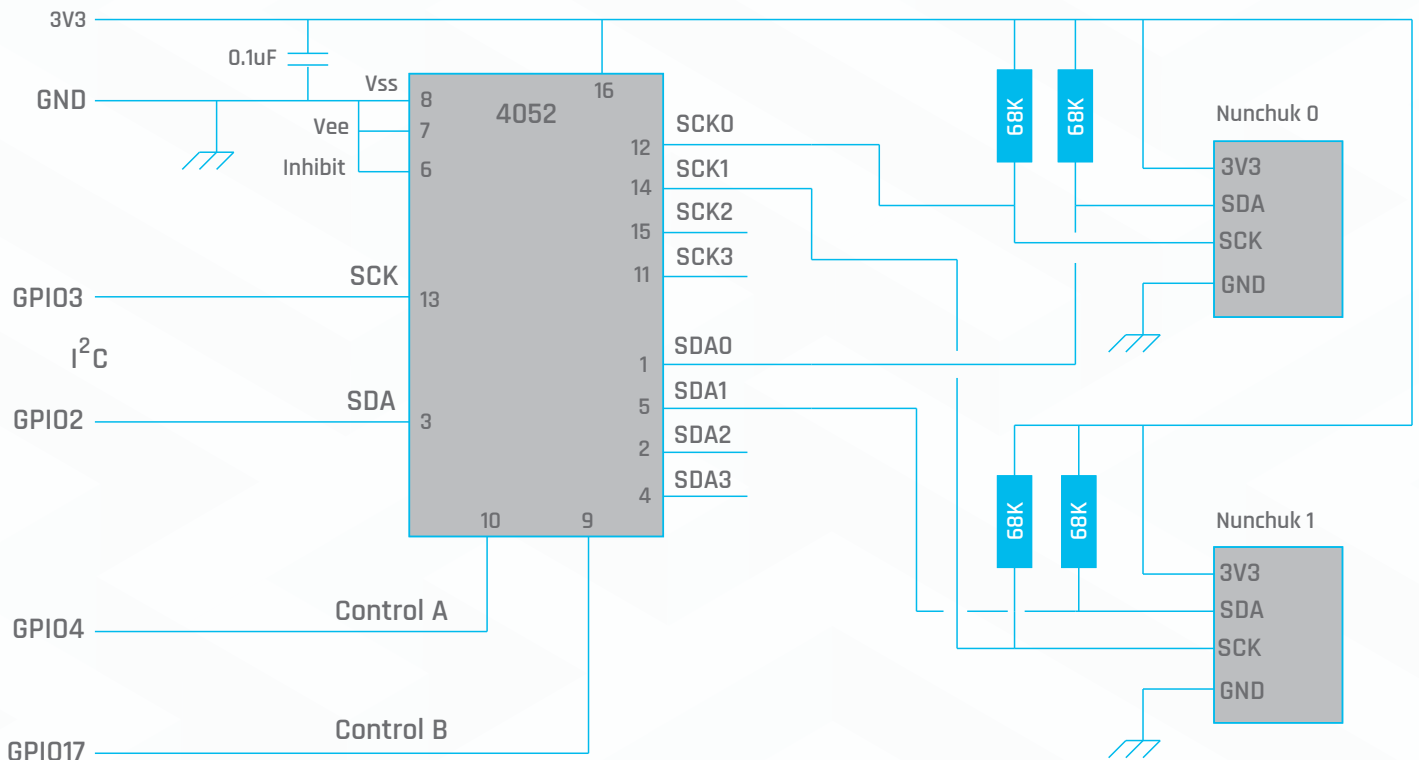 3V3
0.1uF
GND
Vss
8
16
4052
Vee
7
Inhibit
6
SCK0
12
SCK1
14
SCK2
15
SCK3
11
SCK
GPIO3
13
I²C
SDA0
1
SDA
GPIO2
3
SDA1
5
SDA2
2
SDA3
4
10
9
Control A
GPIO4
Control B
GPIO17
68K
68K
Nunchuk 0
3V3
SDA
SCK
GND
68K
68K
Nunchuk 1
3V3
SDA
SCK
GND